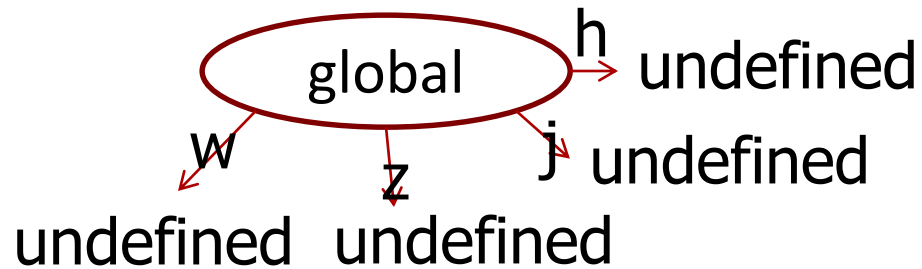 h
global
undefined
w
z
j
undefined
undefined
undefined